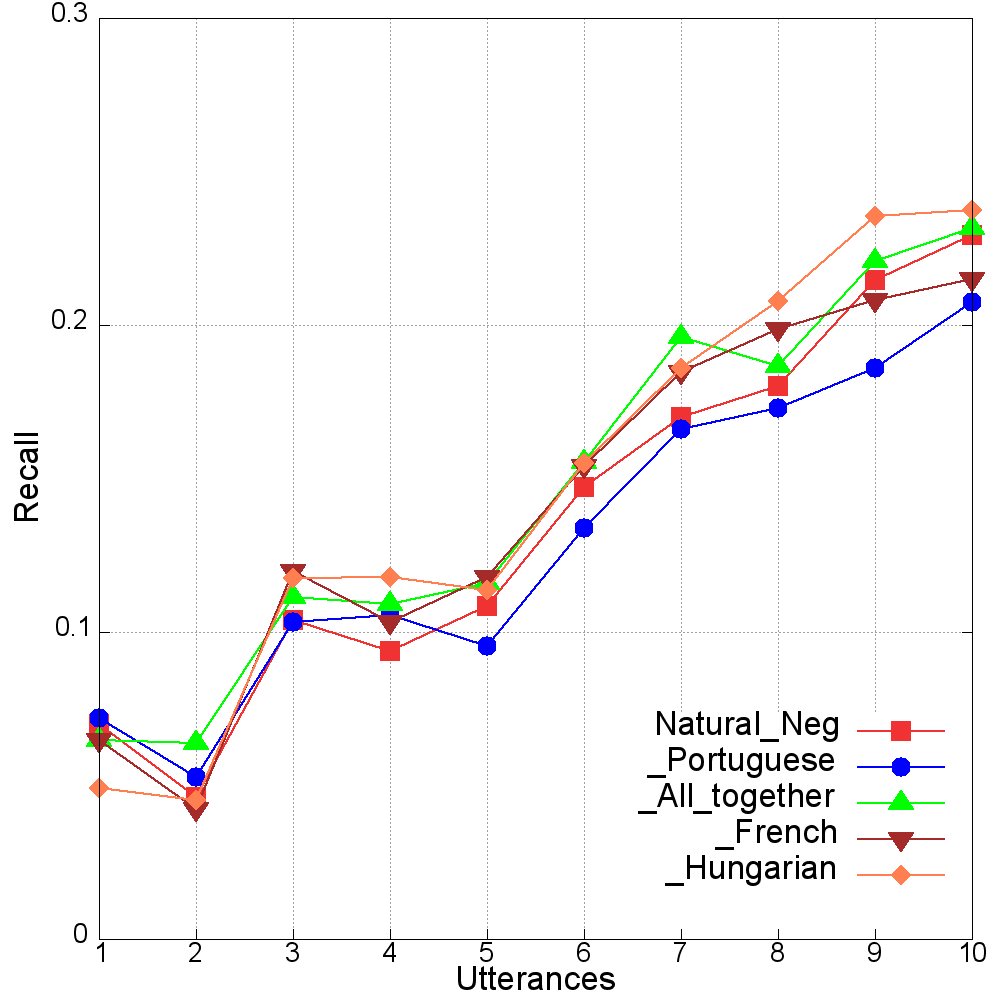 0.3
0.2
0.1
0
Recall
Natural_Neg
_Portuguese
_All_together
_French
_Hungarian
1 2 3 4 5 6 7 8 9 10
Utterances